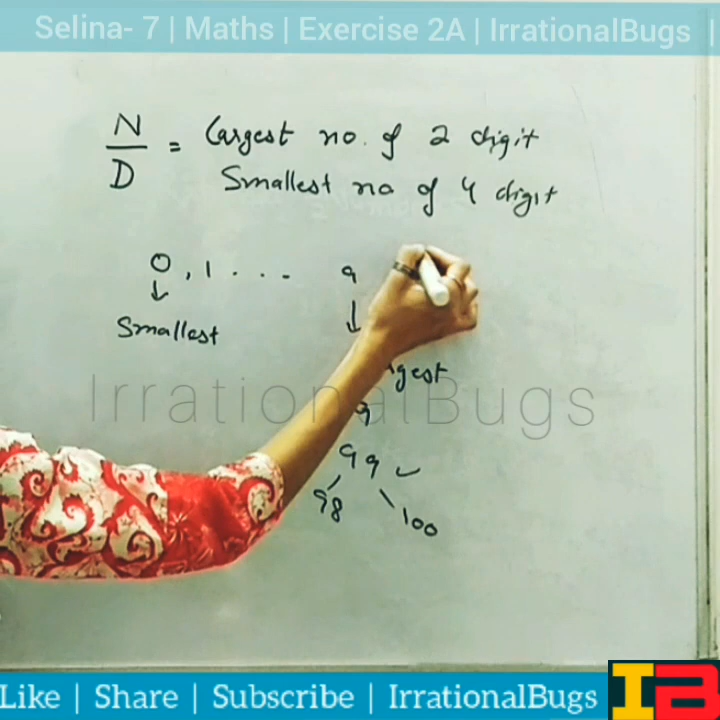 Selina- 7 | Maths | Exercise 2A | IrrationalBugs |
N/D = Largest no. of 2 digit
Smallest no of 4 digit
0, 1 . . . . 9
↓ ↓
Smallest
gest
IrrationalBugs
9
99 ✓
98 100
Like | Share | Subscribe | IrrationalBugs
IB